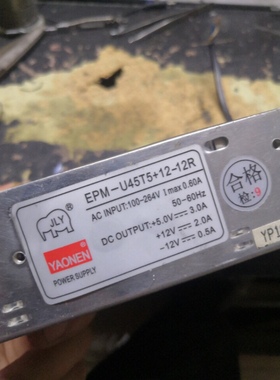 EPM-U45T5+12-12R
AC INPUT:100-264V I max 0.60A
50-60Hz
DC OUTPUT:+5.0V⎓3.0A
+12V⎓2.0A
-12V⎓0.5A
JLY
®
YAONEN
®
POWER SUPPLY
合格
检:9
YP1